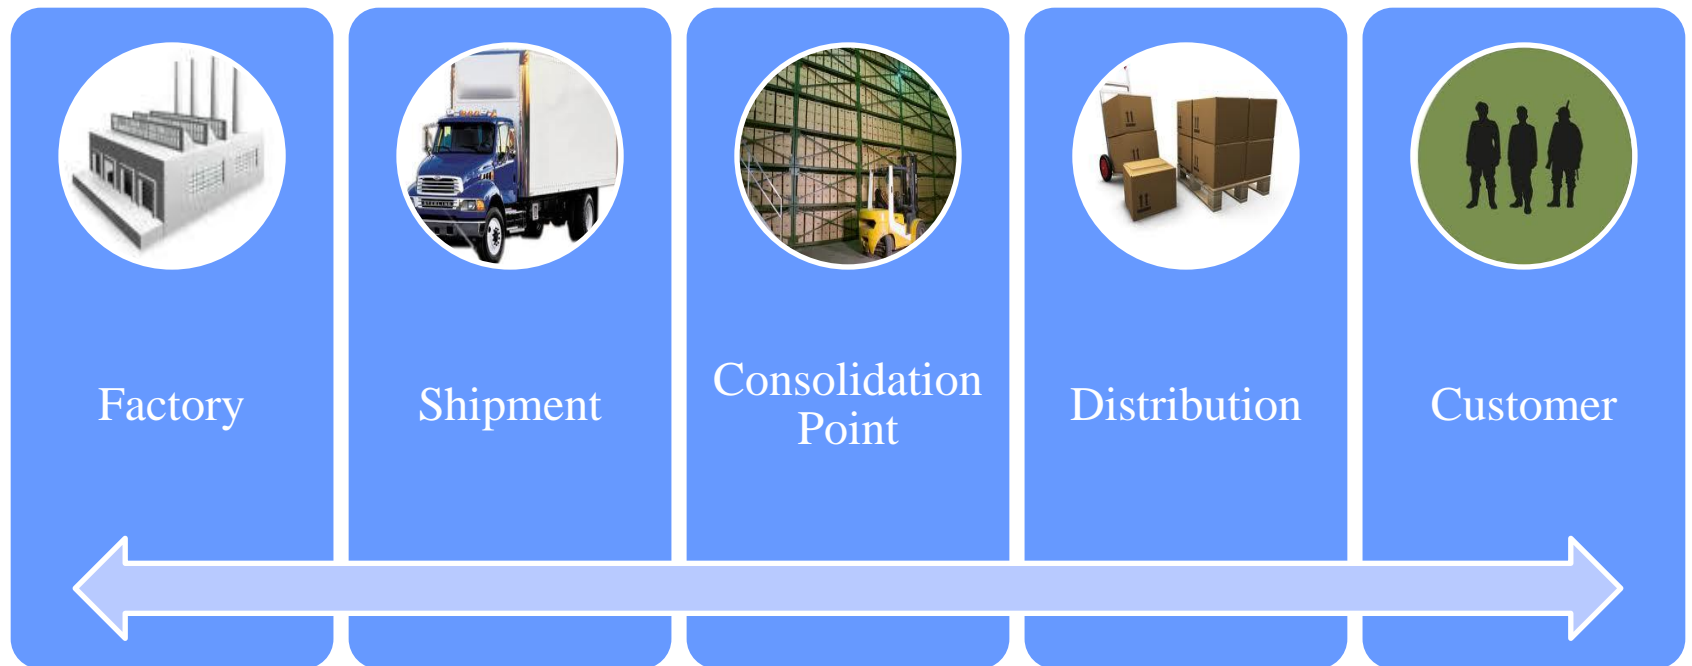 Factory
Shipment
Consolidation
Point
Distribution
Customer